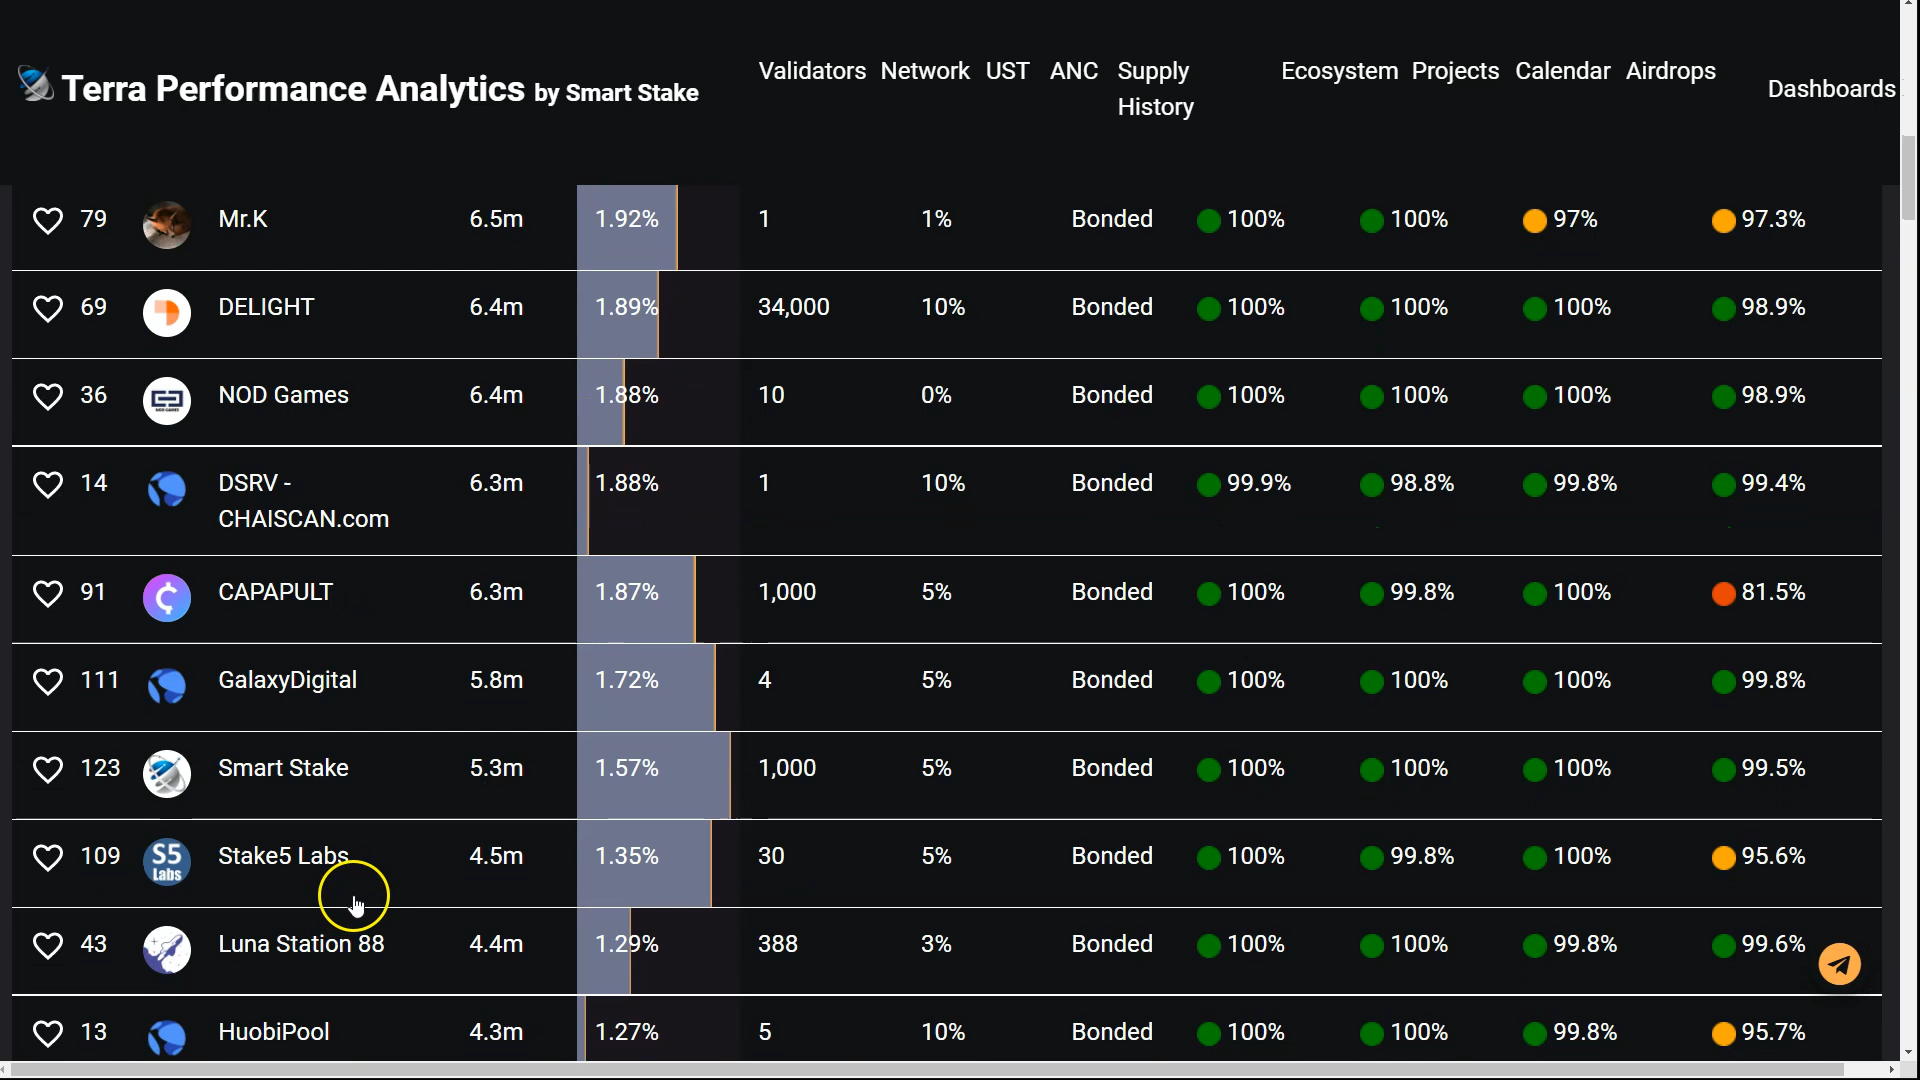 Terra Performance Analytics by Smart Stake
Validators Network UST ANC Supply History Ecosystem Projects Calendar Airdrops Dashboards
79 Mr.K 6.5m 1.92% 1 1% Bonded 100% 100% 97% 97.3%
69 DELIGHT 6.4m 1.89% 34,000 10% Bonded 100% 100% 100% 98.9%
36 NOD Games 6.4m 1.88% 10 0% Bonded 100% 100% 100% 98.9%
14 DSRV - 6.3m 1.88% 1 10% Bonded 99.9% 98.8% 99.8% 99.4%
CHAISCAN.com
91 CAPAPULT 6.3m 1.87% 1,000 5% Bonded 100% 99.8% 100% 81.5%
111 GalaxyDigital 5.8m 1.72% 4 5% Bonded 100% 100% 100% 99.8%
123 Smart Stake 5.3m 1.57% 1,000 5% Bonded 100% 100% 100% 99.5%
S5 Labs
109 Stake5 Labs 4.5m 1.35% 30 5% Bonded 100% 99.8% 100% 95.6%
43 Luna Station 88 4.4m 1.29% 388 3% Bonded 100% 100% 99.8% 99.6%
13 HuobiPool 4.3m 1.27% 5 10% Bonded 100% 100% 99.8% 95.7%